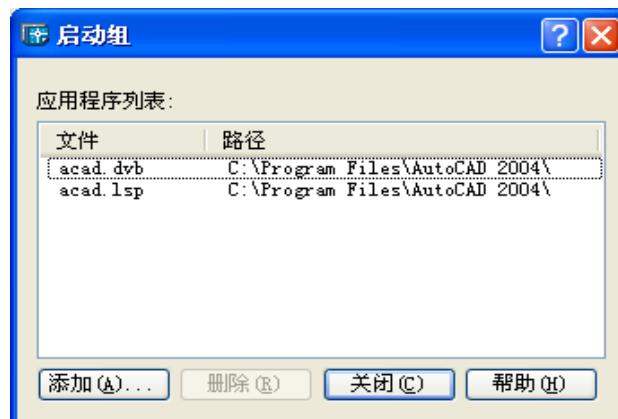 启动组
应用程序列表:
文件 路径
acad.dvb C:\Program Files\AutoCAD 2004\
acad.lsp C:\Program Files\AutoCAD 2004\
添加(A)... 删除(R) 关闭(C) 帮助(H)